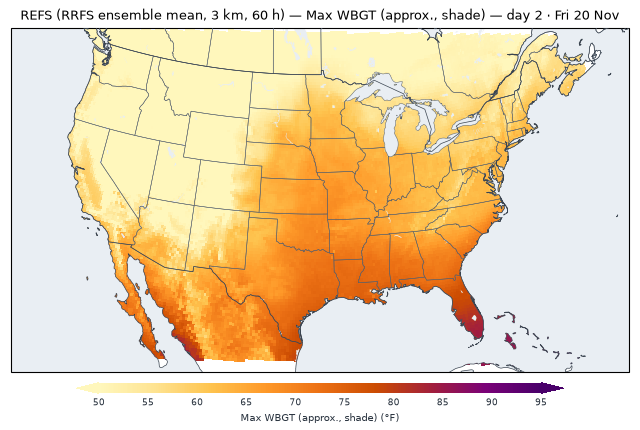 REFS (RRFS ensemble mean, 3 km, 60 h) — Max WBGT (approx., shade) — day 2 · Fri 20 Nov
50 55 60 65 70 75 80 85 90 95
Max WBGT (approx., shade) (°F)